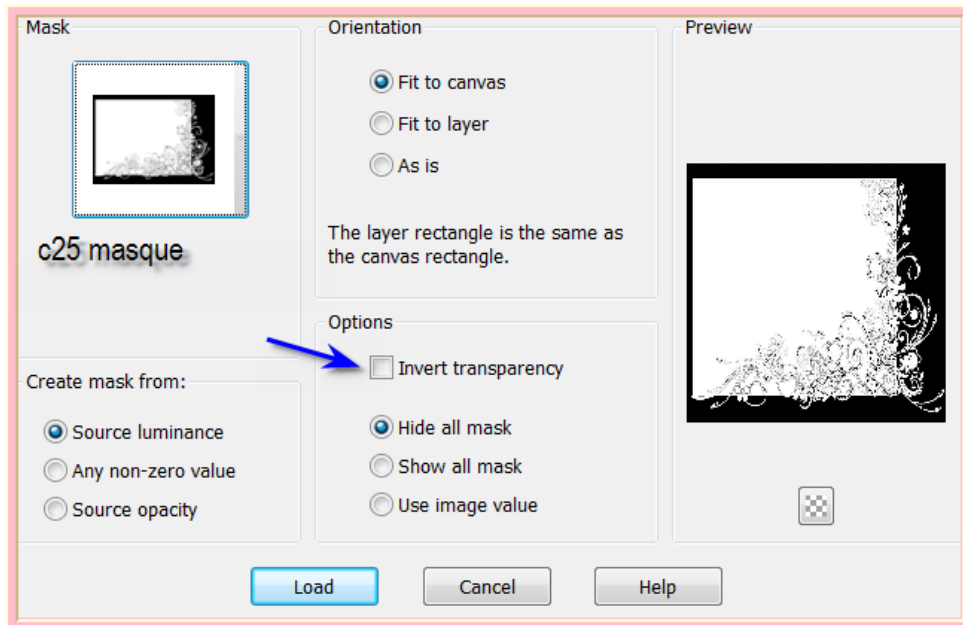 Mask
c25 masque
Create mask from:
Source luminance
Any non-zero value
Source opacity
Orientation
Fit to canvas
Fit to layer
As is
The layer rectangle is the same as
the canvas rectangle.
Options
Invert transparency
Hide all mask
Show all mask
Use image value
Preview
Load
Cancel
Help